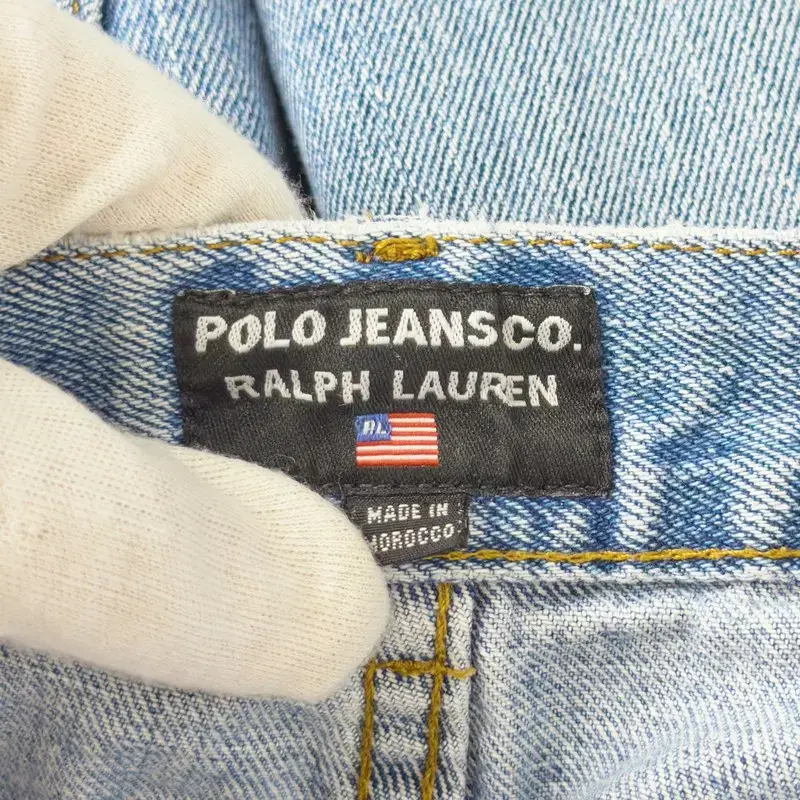 POLO JEANS CO.
RALPH LAUREN
RL
MADE IN
MOROCCO